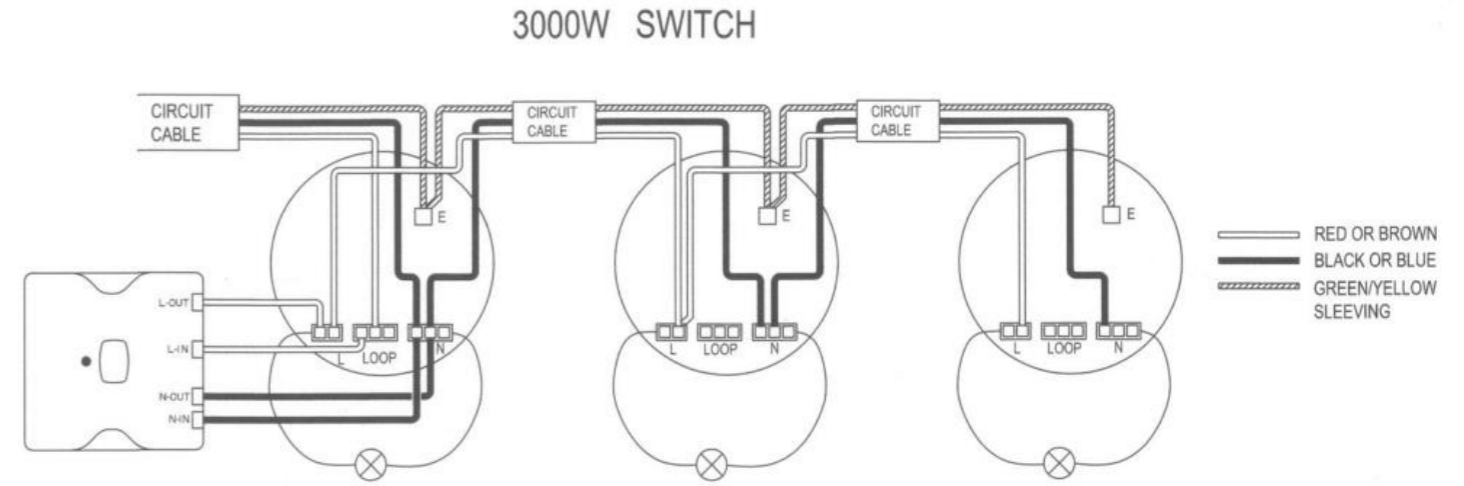 3000W SWITCH
CIRCUIT
CABLE
CIRCUIT
CABLE
CIRCUIT
CABLE
E
E
E
RED OR BROWN
BLACK OR BLUE
GREEN/YELLOW
SLEEVING
L-OUT
L-IN
N-OUT
N-IN
L LOOP N
L LOOP N
L LOOP N